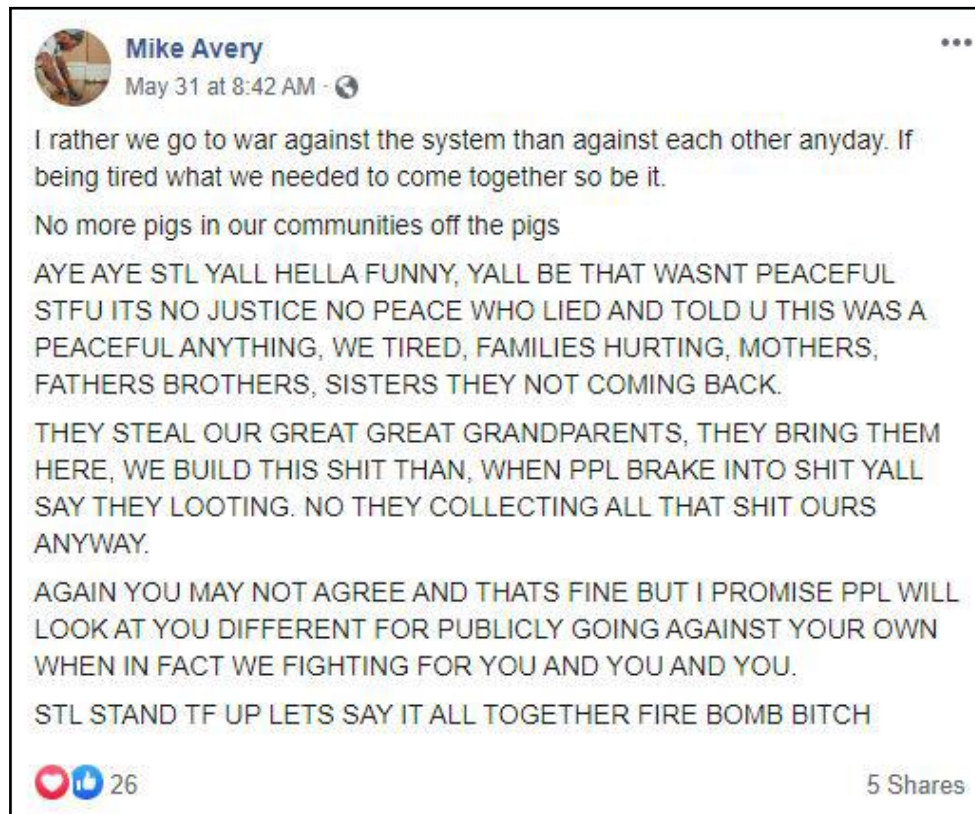 Mike Avery
May 31 at 8:42 AM ·
I rather we go to war against the system than against each other anyday. If
being tired what we needed to come together so be it.
No more pigs in our communities off the pigs
AYE AYE STL YALL HELLA FUNNY, YALL BE THAT WASNT PEACEFUL
STFU ITS NO JUSTICE NO PEACE WHO LIED AND TOLD U THIS WAS A
PEACEFUL ANYTHING, WE TIRED, FAMILIES HURTING, MOTHERS,
FATHERS BROTHERS, SISTERS THEY NOT COMING BACK.
THEY STEAL OUR GREAT GREAT GRANDPARENTS, THEY BRING THEM
HERE, WE BUILD THIS SHIT THAN, WHEN PPL BRAKE INTO SHIT YALL
SAY THEY LOOTING. NO THEY COLLECTING ALL THAT SHIT OURS
ANYWAY.
AGAIN YOU MAY NOT AGREE AND THATS FINE BUT I PROMISE PPL WILL
LOOK AT YOU DIFFERENT FOR PUBLICLY GOING AGAINST YOUR OWN
WHEN IN FACT WE FIGHTING FOR YOU AND YOU AND YOU.
STL STAND TF UP LETS SAY IT ALL TOGETHER FIRE BOMB BITCH
26
5 Shares